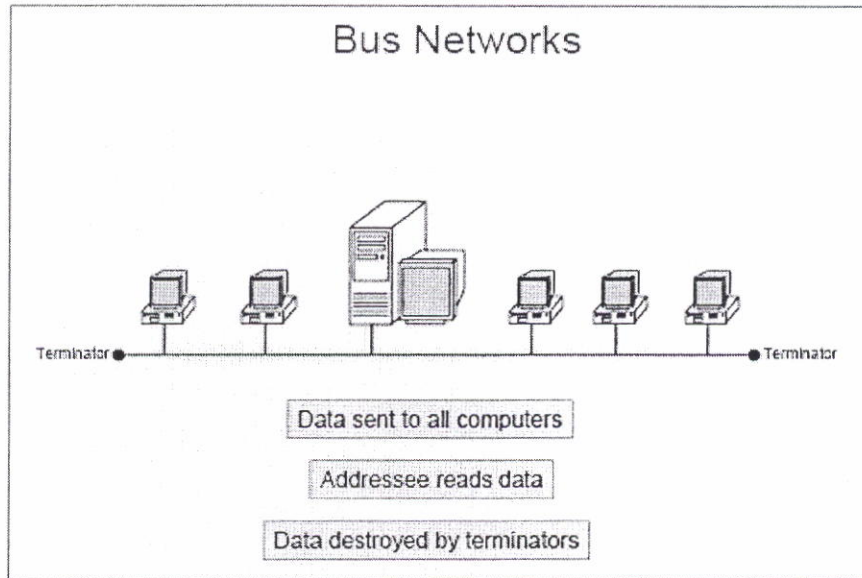 Bus Networks
Terminator
Terminator
Data sent to all computers
Addressee reads data
Data destroyed by terminators